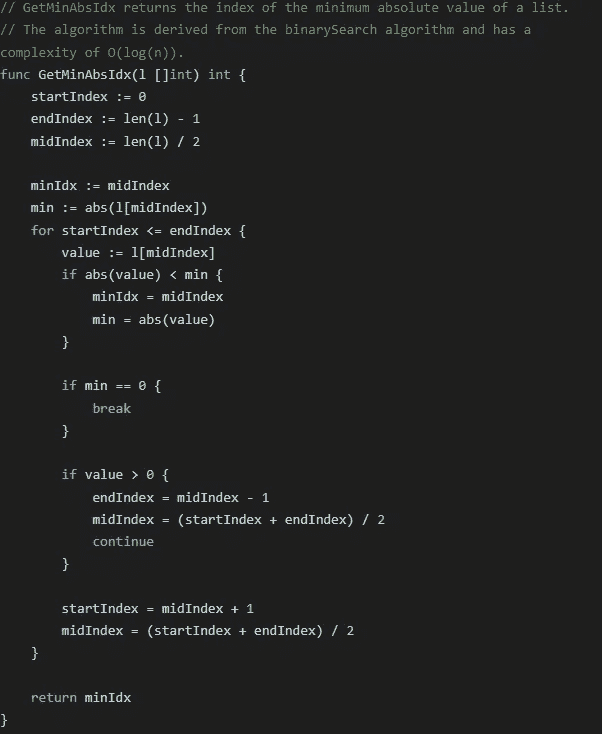 // GetMinAbsIdx returns the index of the minimum absolute value of a list.
// The algorithm is derived from the binarySearch algorithm and has a
complexity of O(log(n)).
func GetMinAbsIdx(l []int) int {
    startIndex := 0
    endIndex := len(l) - 1
    midIndex := len(l) / 2

    minIdx := midIndex
    min := abs(l[midIndex])
    for startIndex <= endIndex {
        value := l[midIndex]
        if abs(value) < min {
            minIdx = midIndex
            min = abs(value)
        }

        if min == 0 {
            break
        }

        if value > 0 {
            endIndex = midIndex - 1
            midIndex = (startIndex + endIndex) / 2
            continue
        }

        startIndex = midIndex + 1
        midIndex = (startIndex + endIndex) / 2
    }

    return minIdx
}